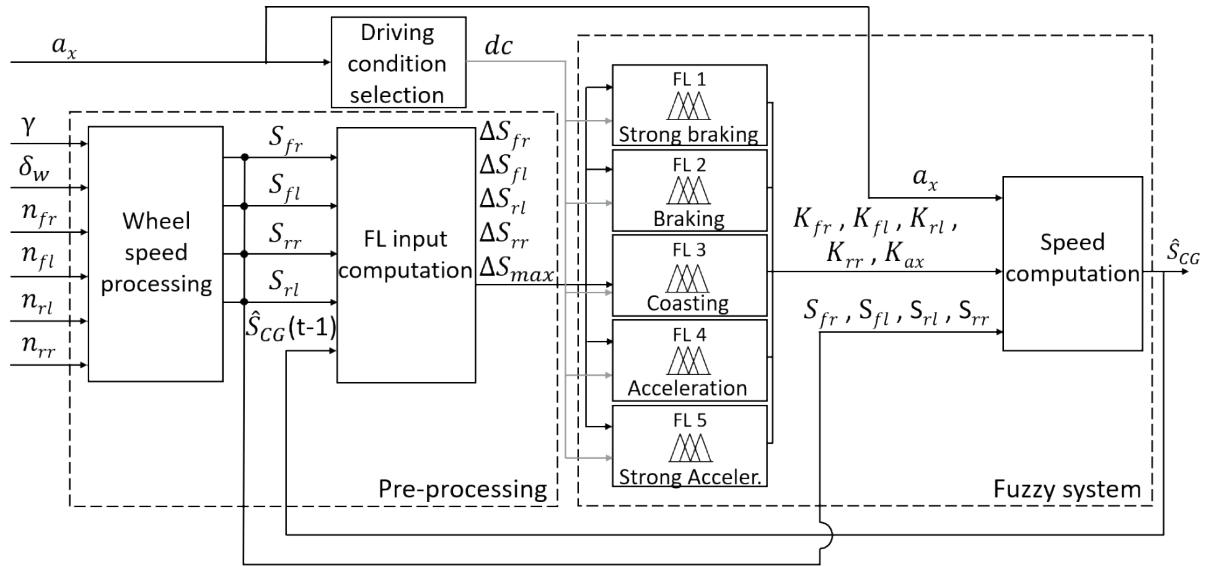 a_x
Driving
condition
selection
dc
γ
δ_w
n_fr
n_fl
n_rl
n_rr
Wheel
speed
processing
S_fr
S_fl
S_rr
S_rl
Ŝ_CG(t-1)
FL input
computation
ΔS_fr
ΔS_fl
ΔS_rl
ΔS_rr
ΔS_max
Pre-processing
FL 1
Strong braking
FL 2
Braking
FL 3
Coasting
FL 4
Acceleration
FL 5
Strong Acceler.
a_x
K_fr , K_fl , K_rl ,
K_rr , K_ax
S_fr , S_fl , S_rl , S_rr
Speed
computation
Ŝ_CG
Fuzzy system